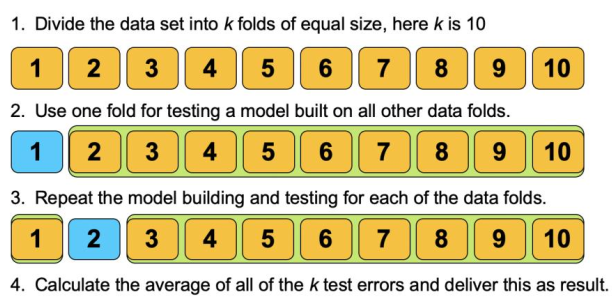 1. Divide the data set into k folds of equal size, here k is 10
1 2 3 4 5 6 7 8 9 10
2. Use one fold for testing a model built on all other data folds.
1 2 3 4 5 6 7 8 9 10
3. Repeat the model building and testing for each of the data folds.
1 2 3 4 5 6 7 8 9 10
4. Calculate the average of all of the k test errors and deliver this as result.